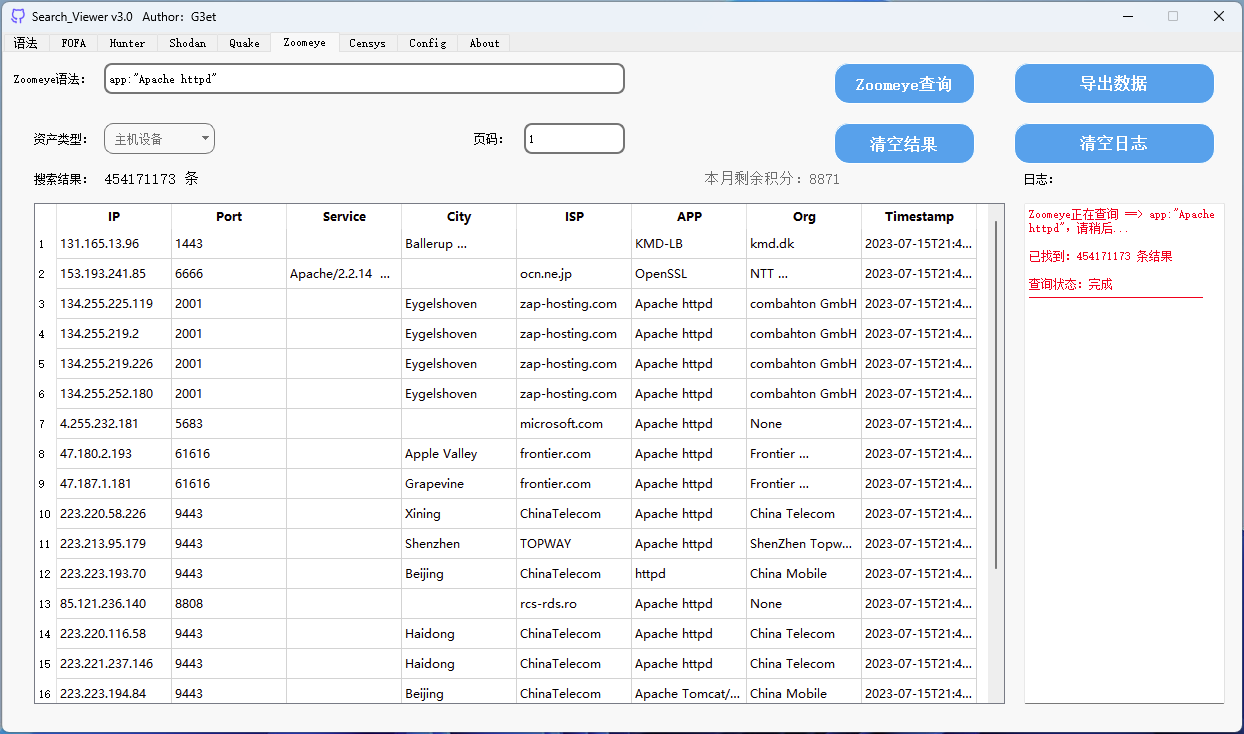 Search_Viewer v3.0 Author: G3et
语法 FOFA Hunter Shodan Quake Zoomeye Censys Config About
Zoomeye语法: app:"Apache httpd" Zoomeye查询 导出数据
资产类型: 主机设备 页码: 1 清空结果 清空日志
搜索结果: 454171173 条 本月剩余积分: 8871 日志:
IP Port Service City ISP APP Org Timestamp
1 131.165.13.96 1443 Ballerup ... KMD-LB kmd.dk 2023-07-15T21:4...
2 153.193.241.85 6666 Apache/2.2.14 ... ocn.ne.jp OpenSSL NTT ... 2023-07-15T21:4...
3 134.255.225.119 2001 Eygelshoven zap-hosting.com Apache httpd combahton GmbH 2023-07-15T21:4...
4 134.255.219.2 2001 Eygelshoven zap-hosting.com Apache httpd combahton GmbH 2023-07-15T21:4...
5 134.255.219.226 2001 Eygelshoven zap-hosting.com Apache httpd combahton GmbH 2023-07-15T21:4...
6 134.255.252.180 2001 Eygelshoven zap-hosting.com Apache httpd combahton GmbH 2023-07-15T21:4...
7 4.255.232.181 5683 microsoft.com Apache httpd None 2023-07-15T21:4...
8 47.180.2.193 61616 Apple Valley frontier.com Apache httpd Frontier ... 2023-07-15T21:4...
9 47.187.1.181 61616 Grapevine frontier.com Apache httpd Frontier ... 2023-07-15T21:4...
10 223.220.58.226 9443 Xining ChinaTelecom Apache httpd China Telecom 2023-07-15T21:4...
11 223.213.95.179 9443 Shenzhen TOPWAY Apache httpd ShenZhen Topw... 2023-07-15T21:4...
12 223.223.193.70 9443 Beijing ChinaTelecom httpd China Mobile 2023-07-15T21:4...
13 85.121.236.140 8808 rcs-rds.ro Apache httpd None 2023-07-15T21:4...
14 223.220.116.58 9443 Haidong ChinaTelecom Apache httpd China Telecom 2023-07-15T21:4...
15 223.221.237.146 9443 Haidong ChinaTelecom Apache httpd China Telecom 2023-07-15T21:4...
16 223.223.194.84 9443 Beijing ChinaTelecom Apache Tomcat/... China Mobile 2023-07-15T21:4...
Zoomeye正在查询 ==> app:"Apache
httpd", 请稍后...
已找到: 454171173 条结果
查询状态: 完成